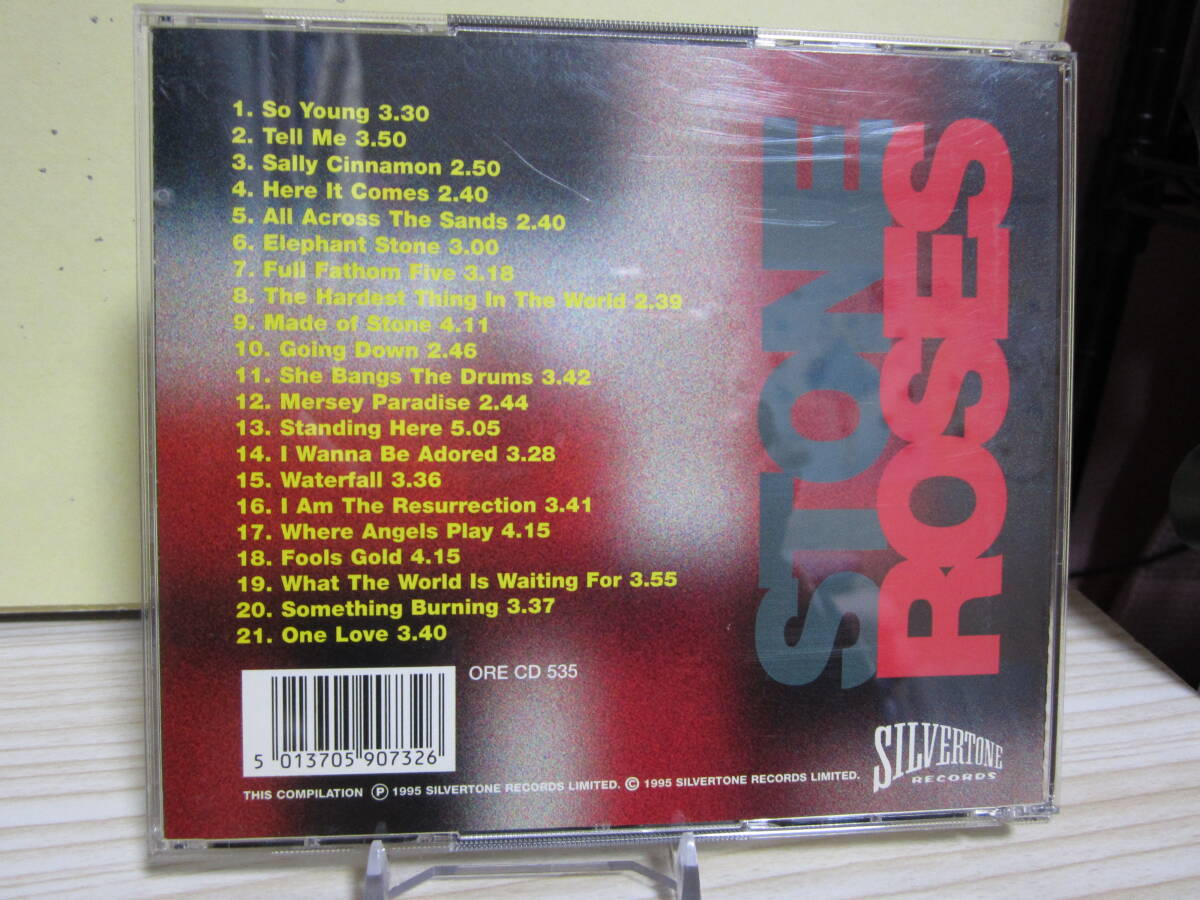 1. So Young 3.30
2. Tell Me 3.50
3. Sally Cinnamon 2.50
4. Here It Comes 2.40
5. All Across The Sands 2.40
6. Elephant Stone 3.00
7. Full Fathom Five 3.18
8. The Hardest Thing In The World 2.39
9. Made of Stone 4.11
10. Going Down 2.46
11. She Bangs The Drums 3.42
12. Mersey Paradise 2.44
13. Standing Here 5.05
14. I Wanna Be Adored 3.28
15. Waterfall 3.36
16. I Am The Resurrection 3.41
17. Where Angels Play 4.15
18. Fools Gold 4.15
19. What The World Is Waiting For 3.55
20. Something Burning 3.37
21. One Love 3.40
STONE
ROSES
ORE CD 535
5 013705 907326
SILVERTONE
RECORDS
THIS COMPILATION Ⓟ 1995 SILVERTONE RECORDS LIMITED. © 1995 SILVERTONE RECORDS LIMITED.